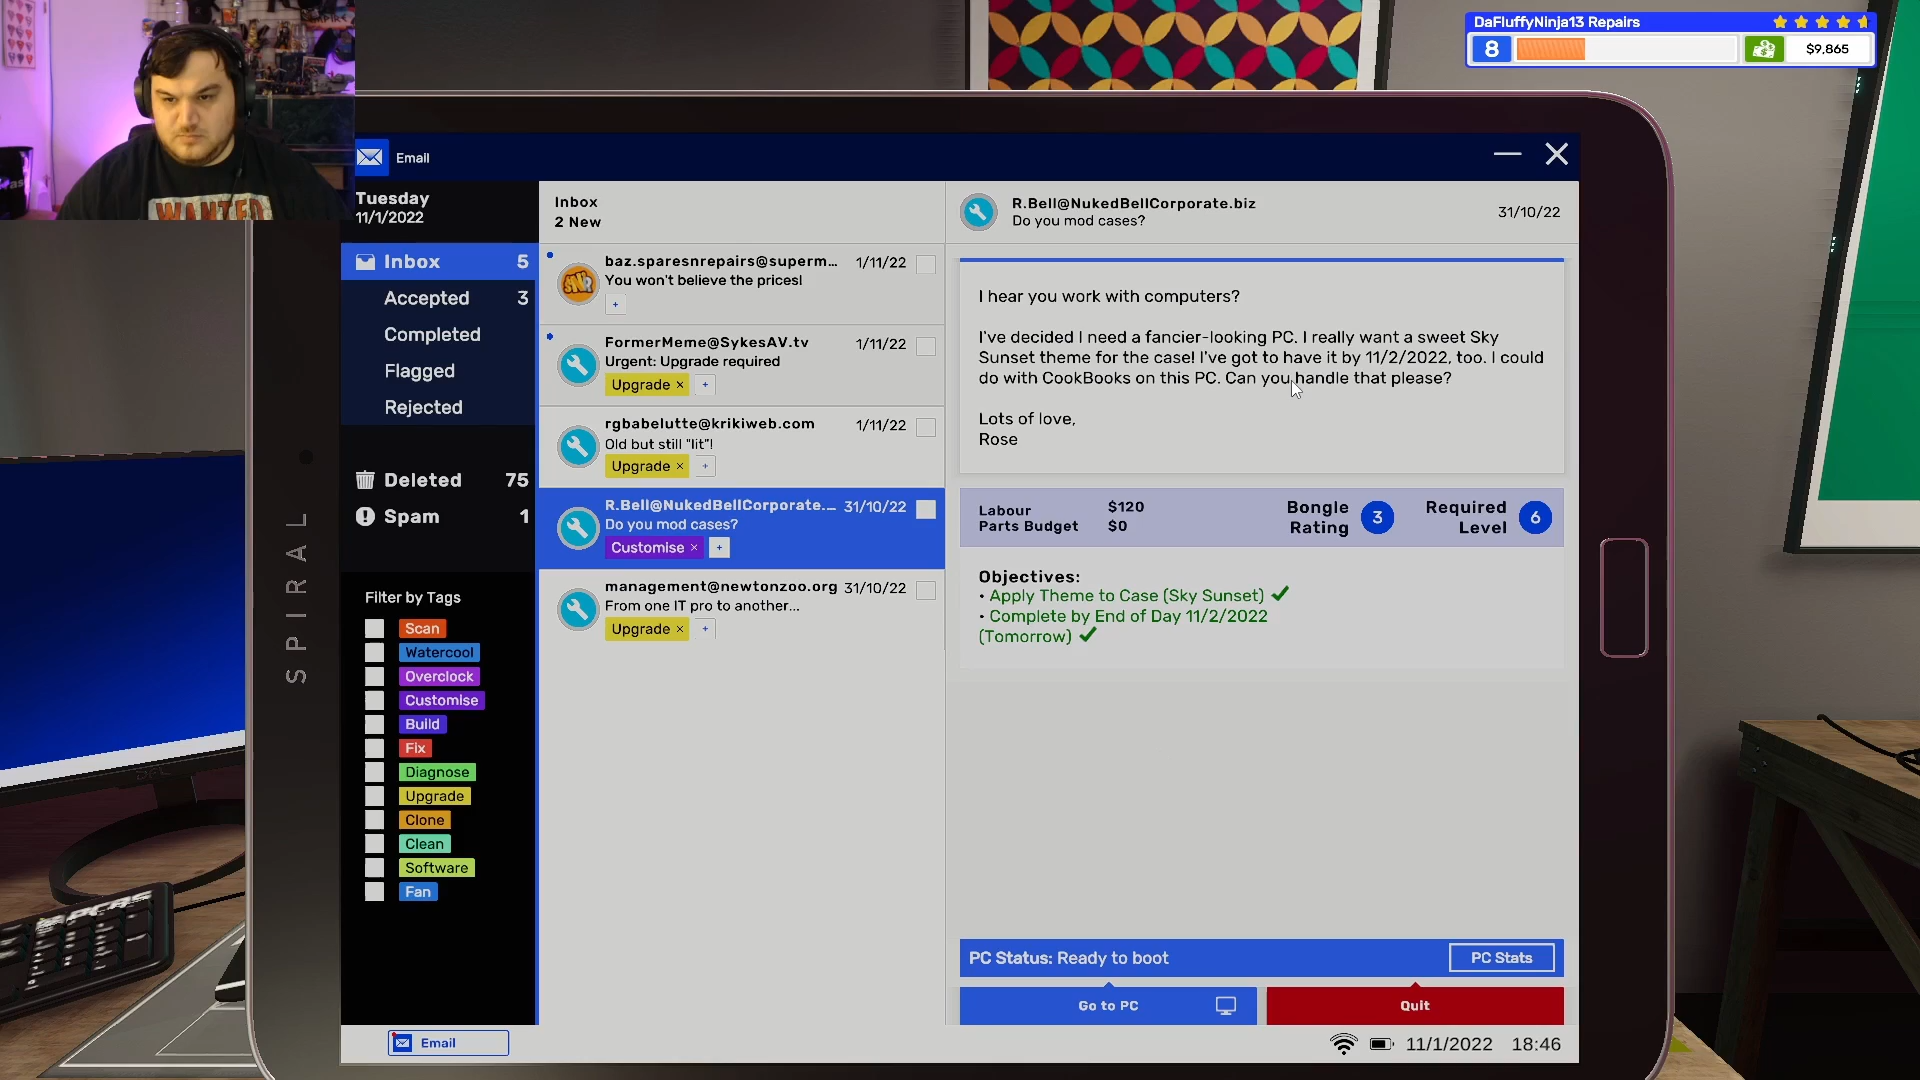 DaFluffyNinja13 Repairs
8
$9,865
WANTED
Email
Tuesday
11/1/2022
Inbox 5
Accepted 3
Completed
Flagged
Rejected
Deleted 75
Spam 1
Filter by Tags
Scan
Watercool
Overclock
Customise
Build
Fix
Diagnose
Upgrade
Clone
Clean
Software
Fan
SPIRAL
Inbox
2 New
baz.sparesnrepairs@superm... 1/11/22
You won't believe the prices!
+
SNR
FormerMeme@SykesAV.tv 1/11/22
Urgent: Upgrade required
Upgrade × +
rgbabelutte@krikiweb.com 1/11/22
Old but still "lit"!
Upgrade × +
R.Bell@NukedBellCorporate.... 31/10/22
Do you mod cases?
Customise × +
management@newtonzoo.org 31/10/22
From one IT pro to another...
Upgrade × +
R.Bell@NukedBellCorporate.biz
Do you mod cases?
31/10/22
I hear you work with computers?
I've decided I need a fancier-looking PC. I really want a sweet Sky
Sunset theme for the case! I've got to have it by 11/2/2022, too. I could
do with CookBooks on this PC. Can you handle that please?
Lots of love,
Rose
Labour $120
Parts Budget $0
Bongle
Rating 3
Required
Level 6
Objectives:
• Apply Theme to Case (Sky Sunset)
• Complete by End of Day 11/2/2022
(Tomorrow)
PC Status: Ready to boot
PC Stats
Go to PC
Quit
Email
11/1/2022 18:46